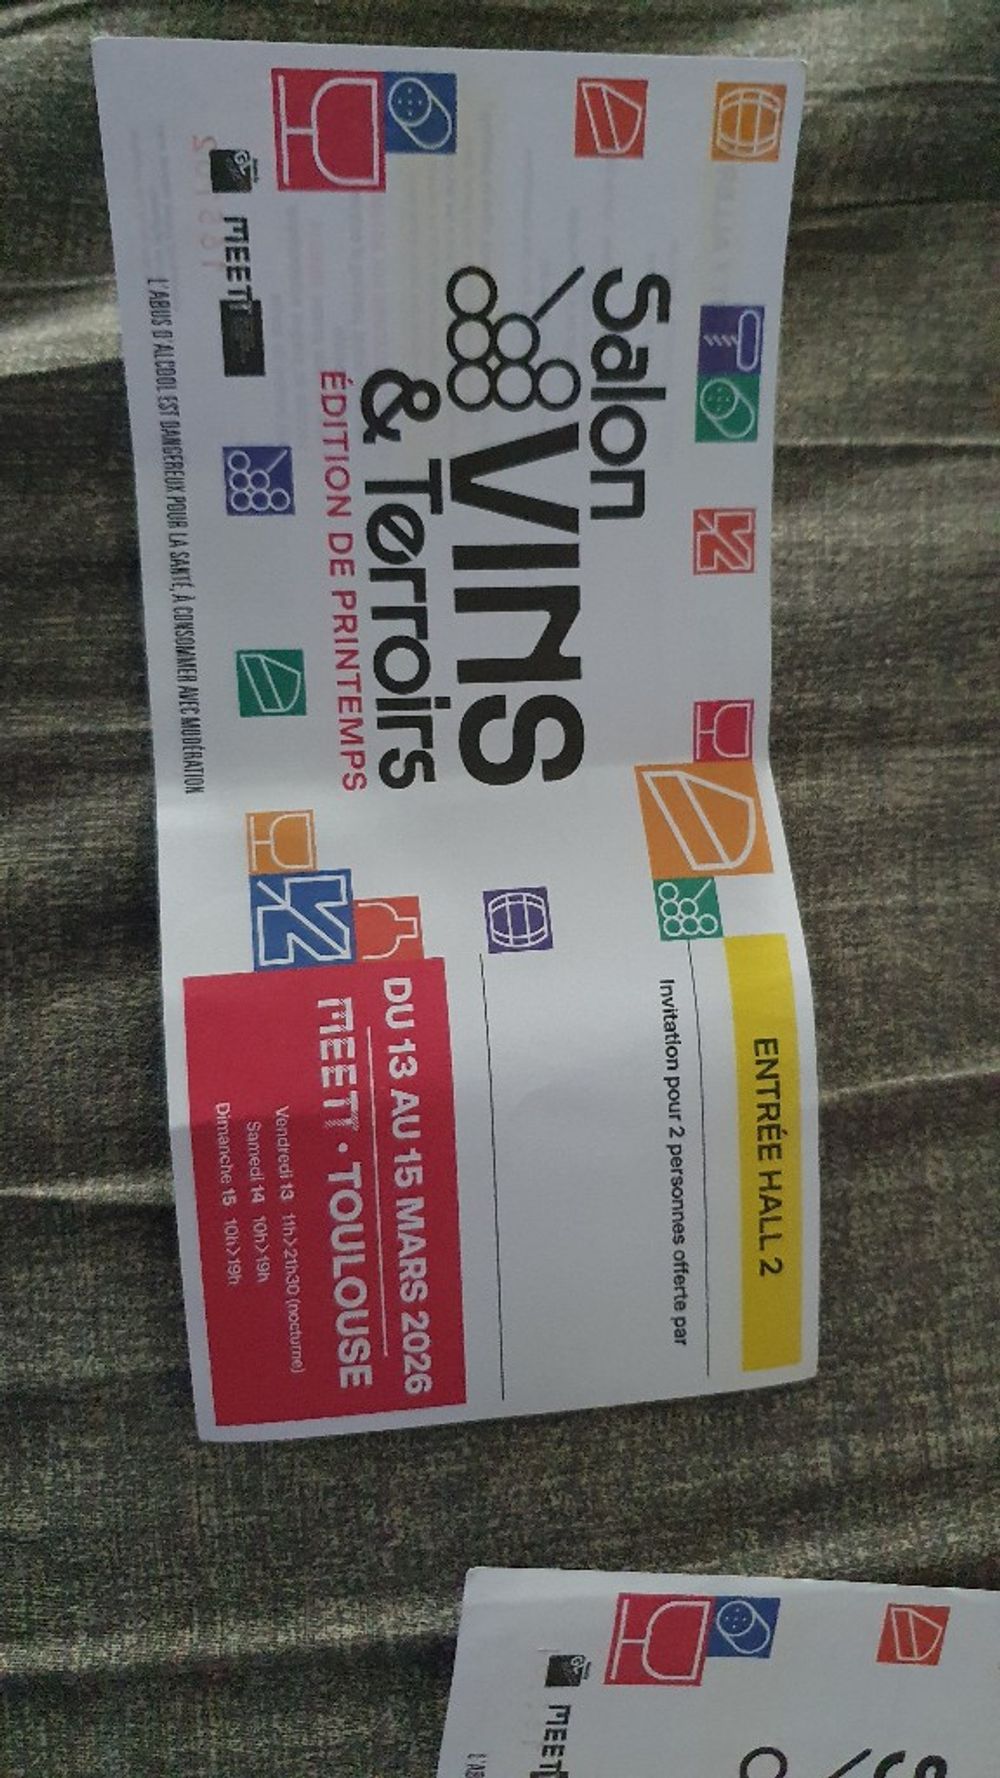 Salon
VINS
& Terroirs
ÉDITION DE PRINTEMPS
MEETT
L'ABUS D'ALCOOL EST DANGEREUX POUR LA SANTÉ, À CONSOMMER AVEC MODÉRATION
ENTRÉE HALL 2
Invitation pour 2 personnes offerte par
DU 13 AU 15 MARS 2026
MEETT • TOULOUSE
Vendredi 13 11h>21h30 (nocturne)
Samedi 14 10h>19h
Dimanche 15 10h>19h
MEETT
L'AB